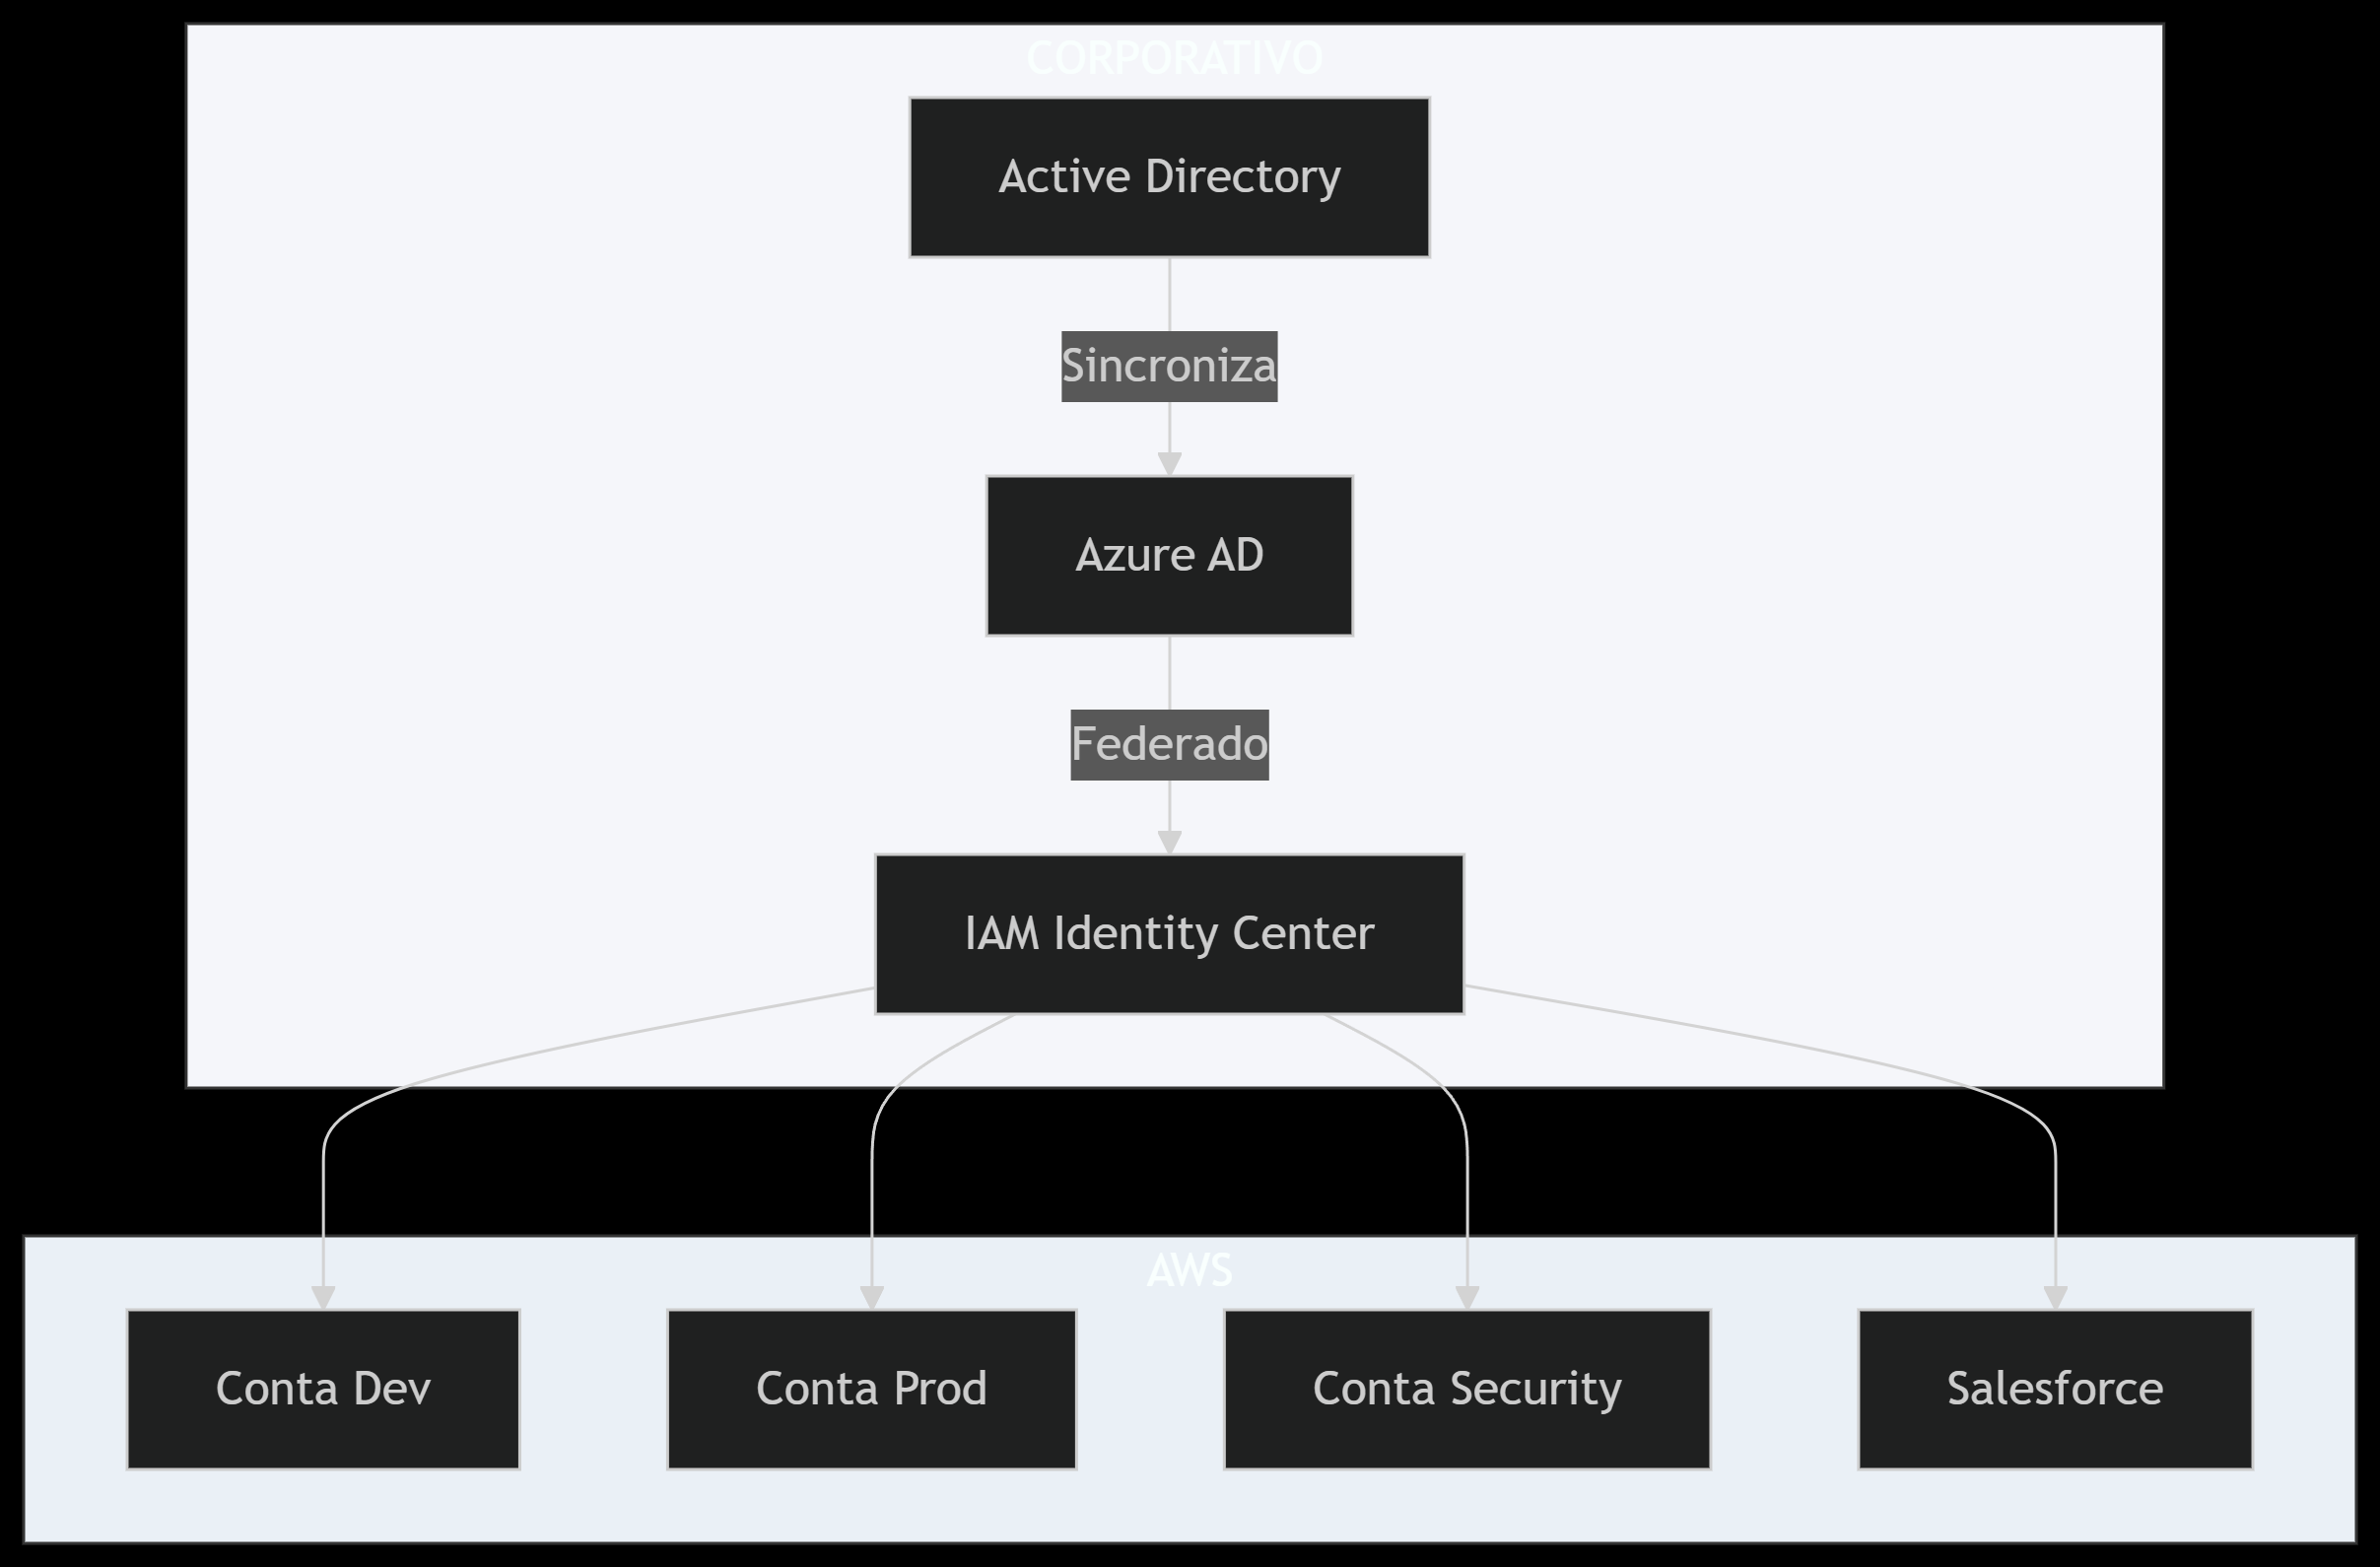 CORPORATIVO
Active Directory
Sincroniza
Azure AD
Federado
IAM Identity Center
AWS
Conta Dev
Conta Prod
Conta Security
Salesforce